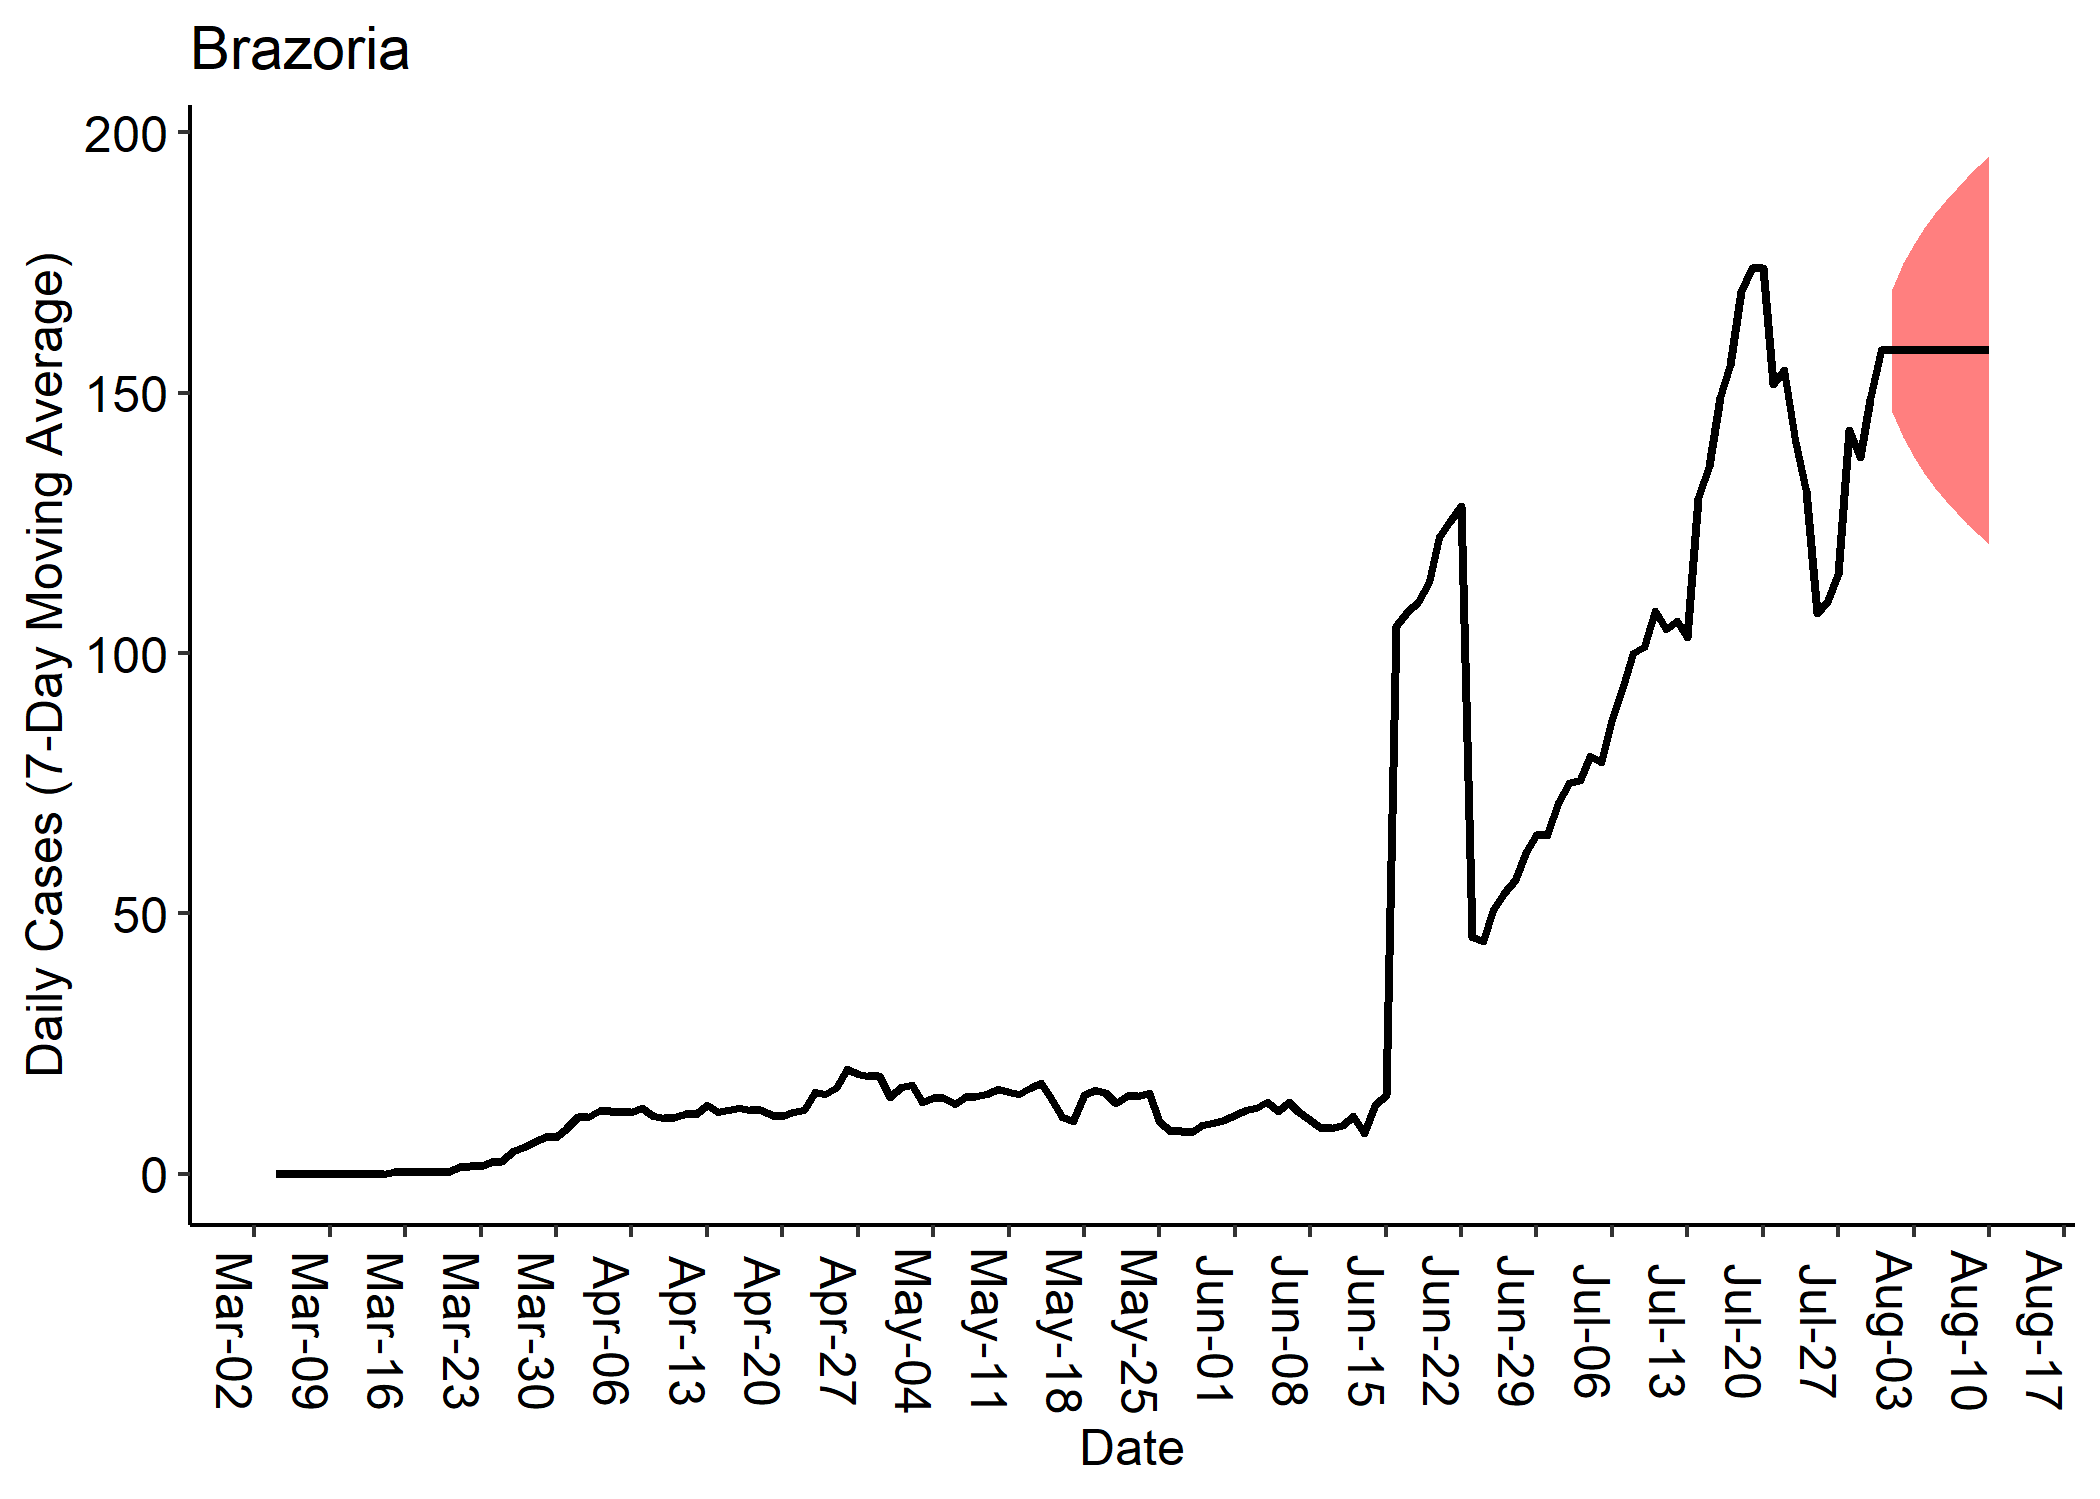 Brazoria
Daily Cases (7-Day Moving Average)
200
150
100
50
0
Mar-02
Mar-09
Mar-16
Mar-23
Mar-30
Apr-06
Apr-13
Apr-20
Apr-27
May-04
May-11
May-18
May-25
Jun-01
Jun-08
Jun-15
Jun-22
Jun-29
Jul-06
Jul-13
Jul-20
Jul-27
Aug-03
Aug-10
Aug-17
Date